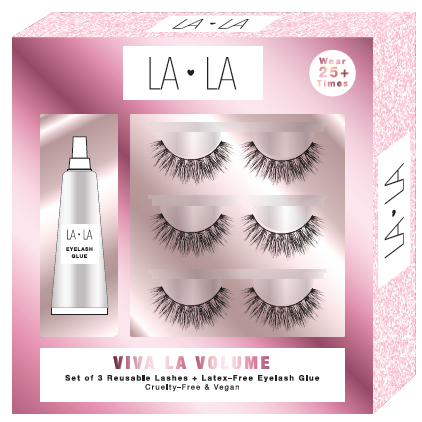 LA ♥ LA
LA ♥ LA
Wear
25+
Times
LA ♥ LA
LA • LA
EYELASH
GLUE
VIVA LA VOLUME
Set of 3 Reusable Lashes + Latex-Free Eyelash Glue
Cruelty-Free & Vegan